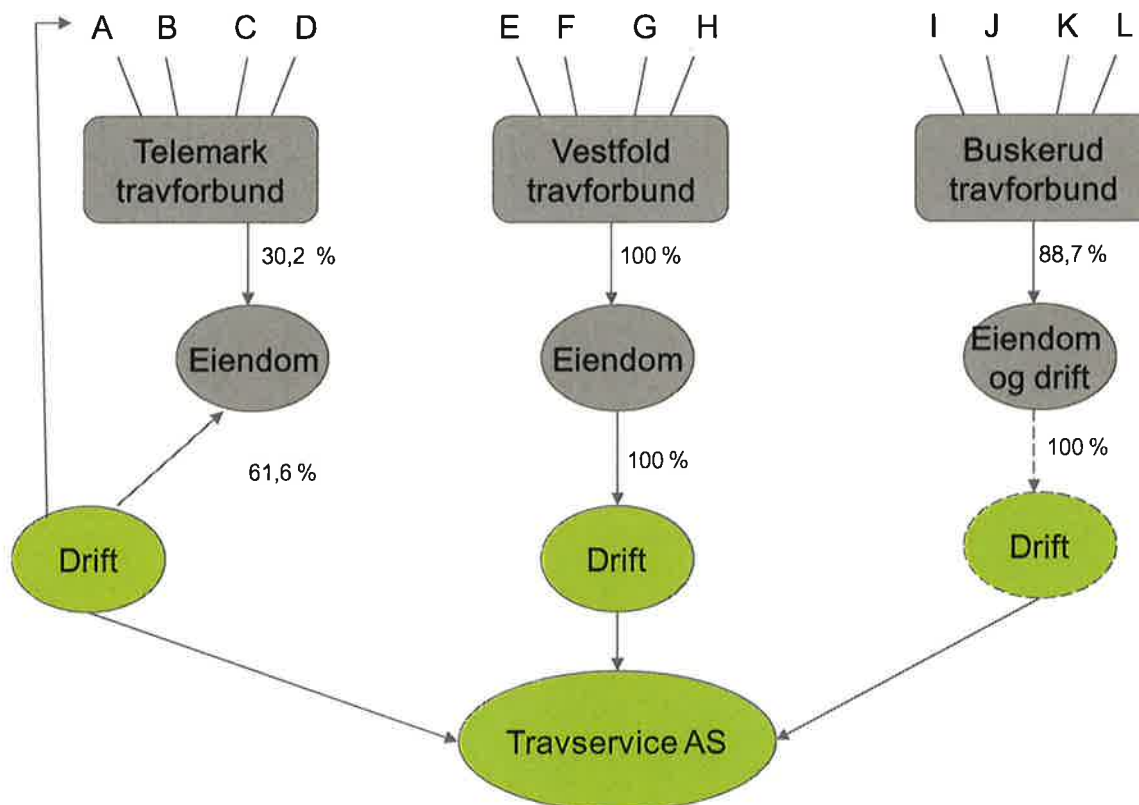 A B C D E F G H I J K L
Telemark
travforbund
Vestfold
travforbund
Buskerud
travforbund
30,2 %
100 %
88,7 %
Eiendom
Eiendom
Eiendom
og drift
61,6 %
100 %
100 %
Drift
Drift
Drift
Travservice AS